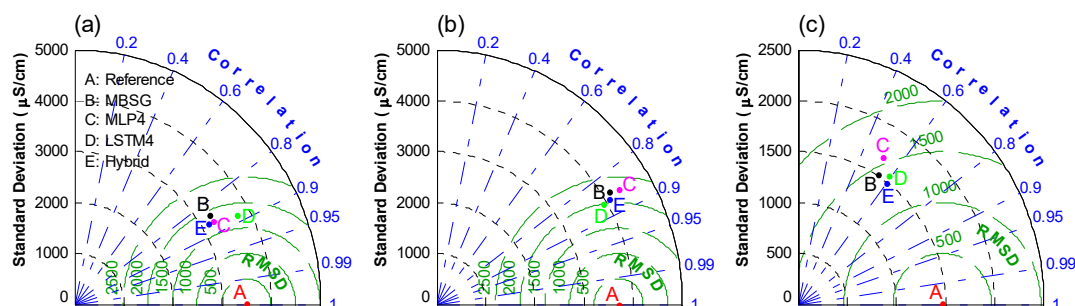 (a)
Standard Deviation ( µS/cm)
5000
4000
3000
2000
1000
0
A: Reference
B: MBSG
C: MLP4
D: LSTM4
E: Hybrid
0.2
0.4
0.6
0.8
0.9
0.95
0.99
1
Correlation
B
E
C
D
A
2500
2000
1500
1000
500
RMSD
(b)
Standard Deviation ( µS/cm)
5000
4000
3000
2000
1000
0
0.2
0.4
0.6
0.8
0.9
0.95
0.99
1
Correlation
B
C
E
D
A
2500
2000
1500
1000
500
RMSD
(c)
Standard Deviation ( µS/cm)
2500
2000
1500
1000
500
0
0.2
0.4
0.6
0.8
0.9
0.95
0.99
1
Correlation
C
B
D
E
A
2000
1500
1000
500
RMSD